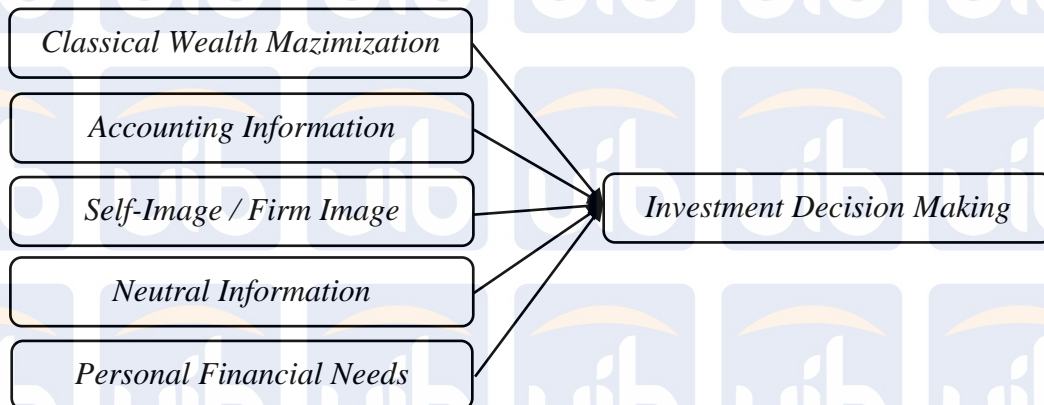 Classical Wealth Mazimization
Accounting Information
Self-Image / Firm Image
Investment Decision Making
Neutral Information
Personal Financial Needs